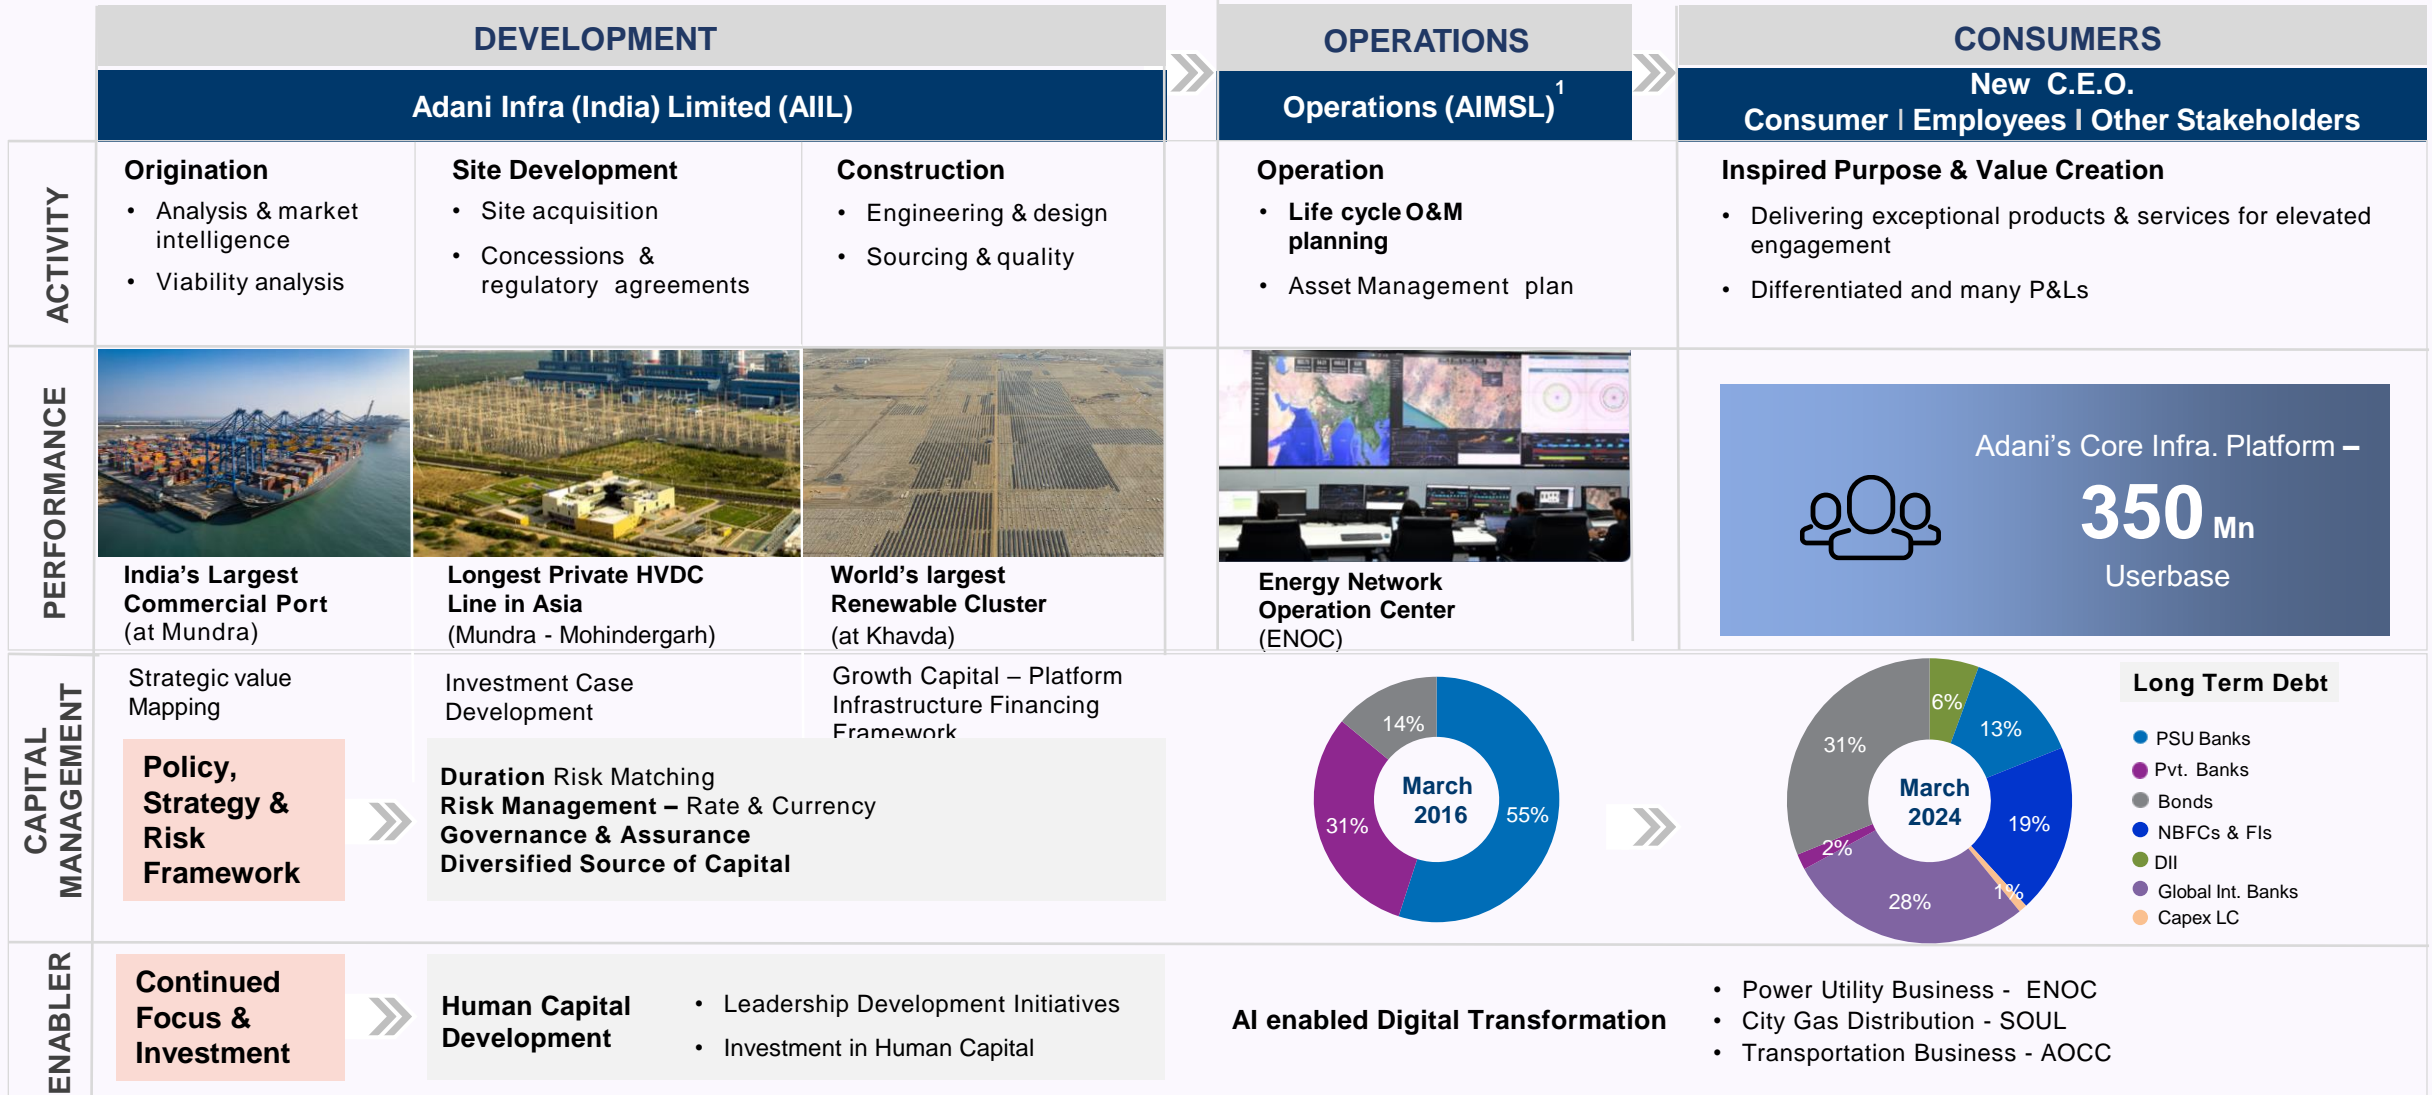 DEVELOPMENT
OPERATIONS
CONSUMERS
Adani Infra (India) Limited (AIIL)
Operations (AIMSL)1
New C.E.O.
Consumer I Employees I Other Stakeholders
ACTIVITY
Origination
• Analysis & market
intelligence
• Viability analysis
Site Development
• Site acquisition
• Concessions &
regulatory agreements
Construction
• Engineering & design
• Sourcing & quality
Operation
• Life cycle O&M
planning
• Asset Management plan
Inspired Purpose & Value Creation
• Delivering exceptional products & services for elevated
engagement
• Differentiated and many P&Ls
PERFORMANCE
India’s Largest
Commercial Port
(at Mundra)
Longest Private HVDC
Line in Asia
(Mundra - Mohindergarh)
World’s largest
Renewable Cluster
(at Khavda)
Energy Network
Operation Center
(ENOC)
Adani’s Core Infra. Platform –
350 Mn
Userbase
CAPITAL
MANAGEMENT
Strategic value
Mapping
Investment Case
Development
Growth Capital – Platform
Infrastructure Financing
Framework
Policy,
Strategy &
Risk
Framework
Duration Risk Matching
Risk Management – Rate & Currency
Governance & Assurance
Diversified Source of Capital
14%
31%
55%
March
2016
6%
13%
31%
19%
2%
1%
28%
March
2024
Long Term Debt
PSU Banks
Pvt. Banks
Bonds
NBFCs & FIs
DII
Global Int. Banks
Capex LC
ENABLER
Continued
Focus &
Investment
Human Capital
Development
• Leadership Development Initiatives
• Investment in Human Capital
AI enabled Digital Transformation
• Power Utility Business - ENOC
• City Gas Distribution - SOUL
• Transportation Business - AOCC